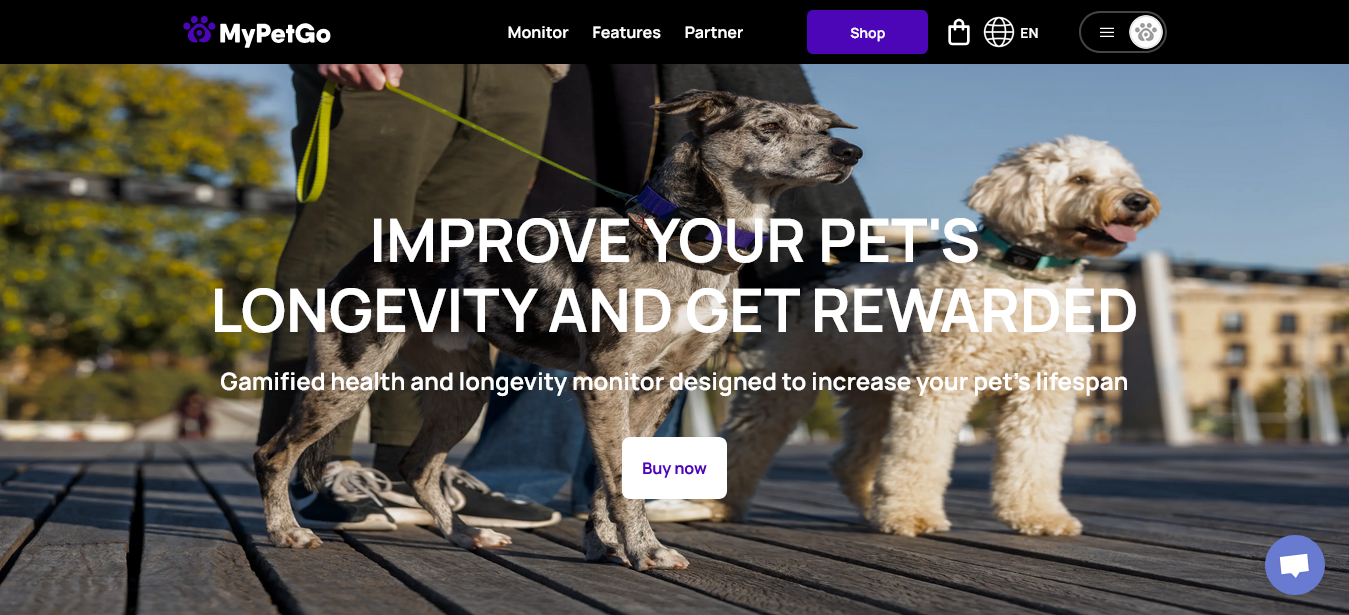 MyPetGo
Monitor Features Partner Shop EN
IMPROVE YOUR PET'S
LONGEVITY AND GET REWARDED
Gamified health and longevity monitor designed to increase your pet's lifespan
Buy now